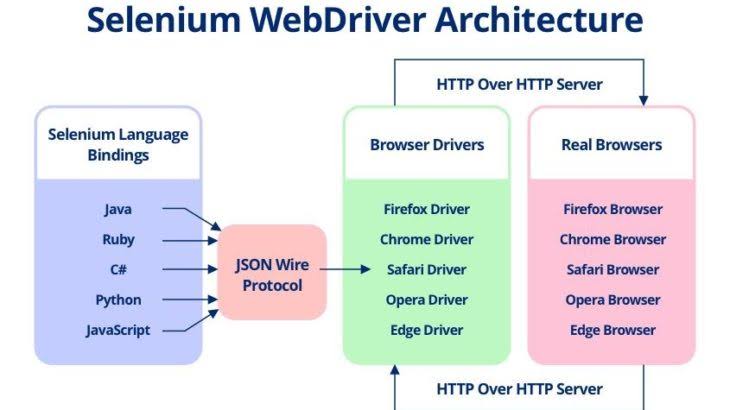 Selenium WebDriver Architecture
HTTP Over HTTP Server
Selenium Language
Bindings
Java
Ruby
C#
Python
JavaScript
JSON Wire
Protocol
Browser Drivers
Firefox Driver
Chrome Driver
Safari Driver
Opera Driver
Edge Driver
Real Browsers
Firefox Browser
Chrome Browser
Safari Browser
Opera Browser
Edge Browser
HTTP Over HTTP Server